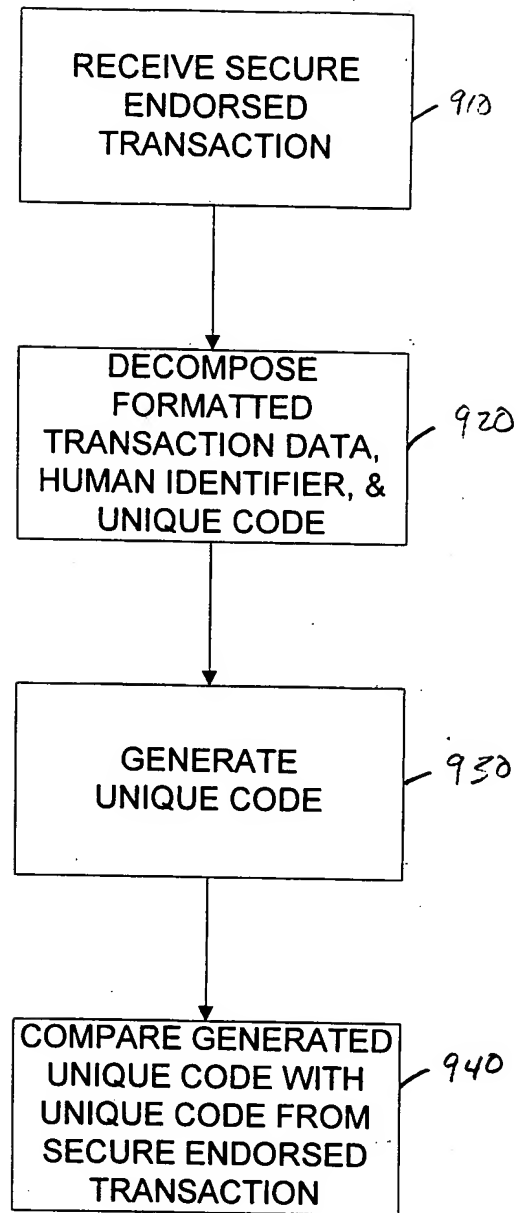 RECEIVE SECURE
ENDORSED
TRANSACTION
910
DECOMPOSE
FORMATTED
TRANSACTION DATA,
HUMAN IDENTIFIER, &
UNIQUE CODE
920
GENERATE
UNIQUE CODE
930
COMPARE GENERATED
UNIQUE CODE WITH
UNIQUE CODE FROM
SECURE ENDORSED
TRANSACTION
940